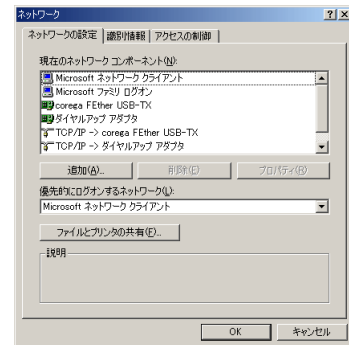 ネットワーク
ネットワークの設定 識別情報 アクセスの制御
現在のネットワーク コンポーネント(N):
Microsoft ネットワーク クライアント
Microsoft ファミリ ログオン
corega FEther USB-TX
ダイヤルアップ アダプタ
TCP/IP -> corega FEther USB-TX
TCP/IP -> ダイヤルアップ アダプタ
追加(A)... 削除(E) プロパティ(R)
優先的にログオンするネットワーク(L):
Microsoft ネットワーク クライアント
ファイルとプリンタの共有(F)...
説明
OK キャンセル